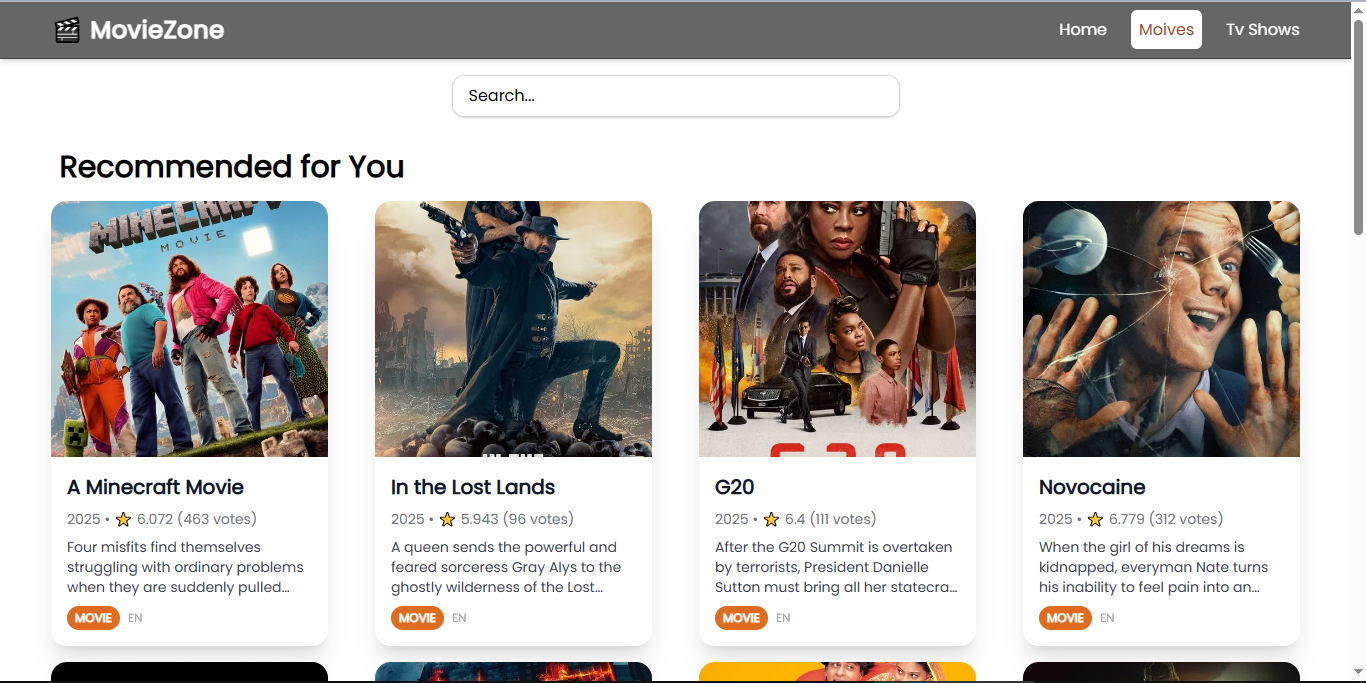 MovieZone
Home
Moives
Tv Shows
Search...
Recommended for You
MINECRAFT
MOVIE
IN THE
G20
A Minecraft Movie
2025 • ⭐ 6.072 (463 votes)
Four misfits find themselves
struggling with ordinary problems
when they are suddenly pulled...
MOVIE EN
In the Lost Lands
2025 • ⭐ 5.943 (96 votes)
A queen sends the powerful and
feared sorceress Gray Alys to the
ghostly wilderness of the Lost...
MOVIE EN
G20
2025 • ⭐ 6.4 (111 votes)
After the G20 Summit is overtaken
by terrorists, President Danielle
Sutton must bring all her statecra...
MOVIE EN
Novocaine
2025 • ⭐ 6.779 (312 votes)
When the girl of his dreams is
kidnapped, everyman Nate turns
his inability to feel pain into an...
MOVIE EN